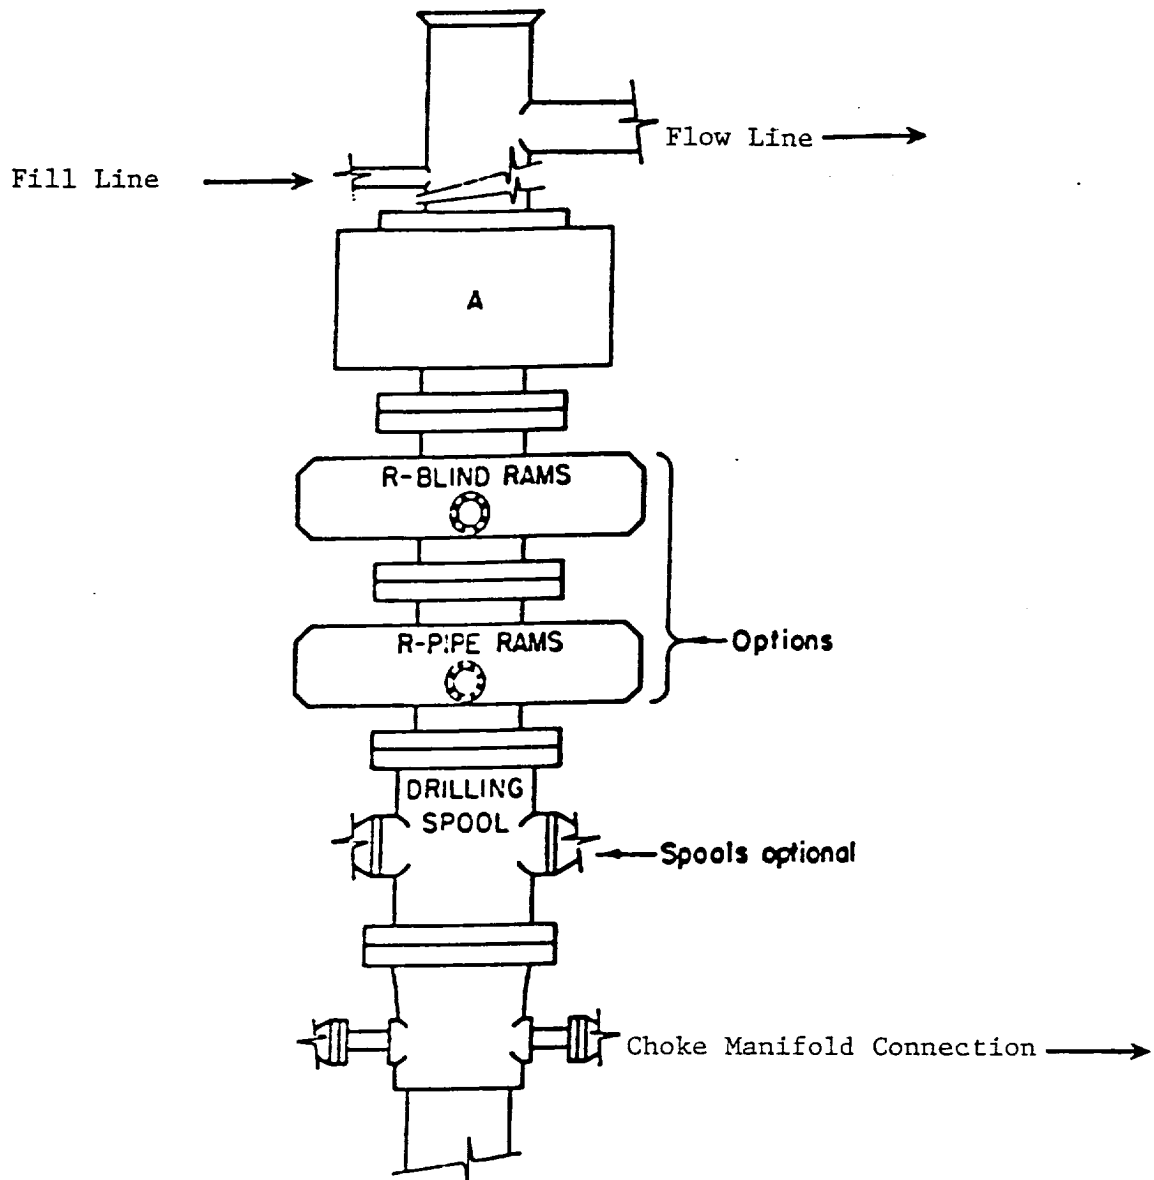 Flow Line
Fill Line
A
R-BLIND RAMS
R-PIPE RAMS
Options
DRILLING
SPOOL
Spools optional
Choke Manifold Connection